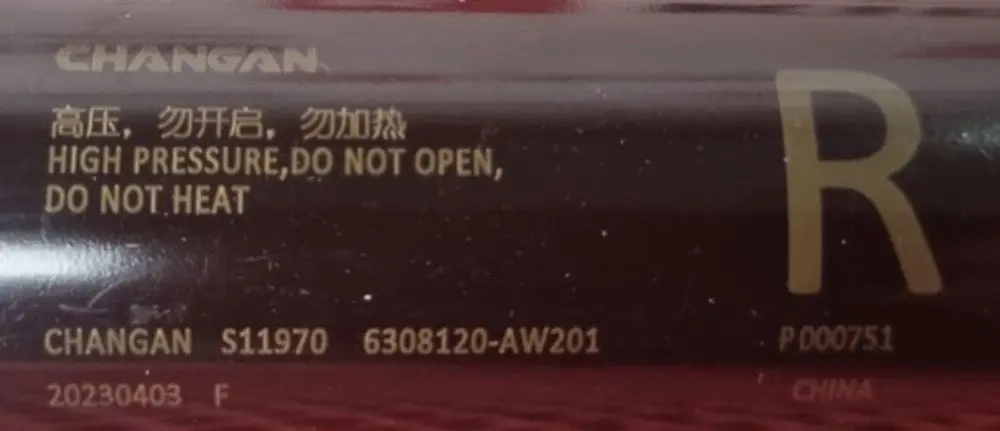 CHANGAN
R
高压，勿开启，勿加热
HIGH PRESSURE,DO NOT OPEN,
DO NOT HEAT
CHANGAN S11970 6308120-AW201 P000751
20230403 F CHINA